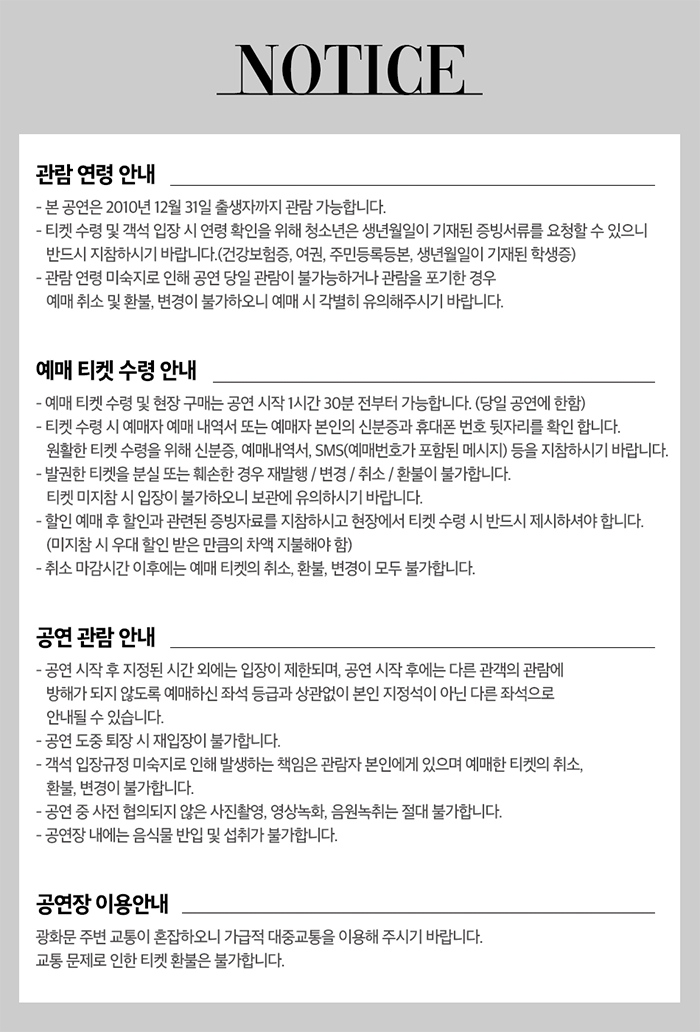 NOTICE
관람 연령 안내
- 본 공연은 2010년 12월 31일 출생자까지 관람 가능합니다.
- 티켓 수령 및 객석 입장 시 연령 확인을 위해 청소년은 생년월일이 기재된 증빙서류를 요청할 수 있으니
반드시 지참하시기 바랍니다.(건강보험증, 여권, 주민등록등본, 생년월일이 기재된 학생증)
- 관람 연령 미숙지로 인해 공연 당일 관람이 불가능하거나 관람을 포기한 경우
예매 취소 및 환불, 변경이 불가하오니 예매 시 각별히 유의해주시기 바랍니다.
예매 티켓 수령 안내
- 예매 티켓 수령 및 현장 구매는 공연 시작 1시간 30분 전부터 가능합니다. (당일 공연에 한함)
- 티켓 수령 시 예매자 예매 내역서 또는 예매자 본인의 신분증과 휴대폰 번호 뒷자리를 확인 합니다.
원활한 티켓 수령을 위해 신분증, 예매내역서, SMS(예매번호가 포함된 메시지) 등을 지참하시기 바랍니다.
- 발권한 티켓을 분실 또는 훼손한 경우 재발행 / 변경 / 취소 / 환불이 불가합니다.
티켓 미지참 시 입장이 불가하오니 보관에 유의하시기 바랍니다.
- 할인 예매 후 할인과 관련된 증빙자료를 지참하시고 현장에서 티켓 수령 시 반드시 제시하셔야 합니다.
(미지참 시 우대 할인 받은 만큼의 차액 지불해야 함)
- 취소 마감시간 이후에는 예매 티켓의 취소, 환불, 변경이 모두 불가합니다.
공연 관람 안내
- 공연 시작 후 지정된 시간 외에는 입장이 제한되며, 공연 시작 후에는 다른 관객의 관람에
방해가 되지 않도록 예매하신 좌석 등급과 상관없이 본인 지정석이 아닌 다른 좌석으로
안내될 수 있습니다.
- 공연 도중 퇴장 시 재입장이 불가합니다.
- 객석 입장규정 미숙지로 인해 발생하는 책임은 관람자 본인에게 있으며 예매한 티켓의 취소,
환불, 변경이 불가합니다.
- 공연 중 사전 협의되지 않은 사진촬영, 영상녹화, 음원녹취는 절대 불가합니다.
- 공연장 내에는 음식물 반입 및 섭취가 불가합니다.
공연장 이용안내
광화문 주변 교통이 혼잡하오니 가급적 대중교통을 이용해 주시기 바랍니다.
교통 문제로 인한 티켓 환불은 불가합니다.